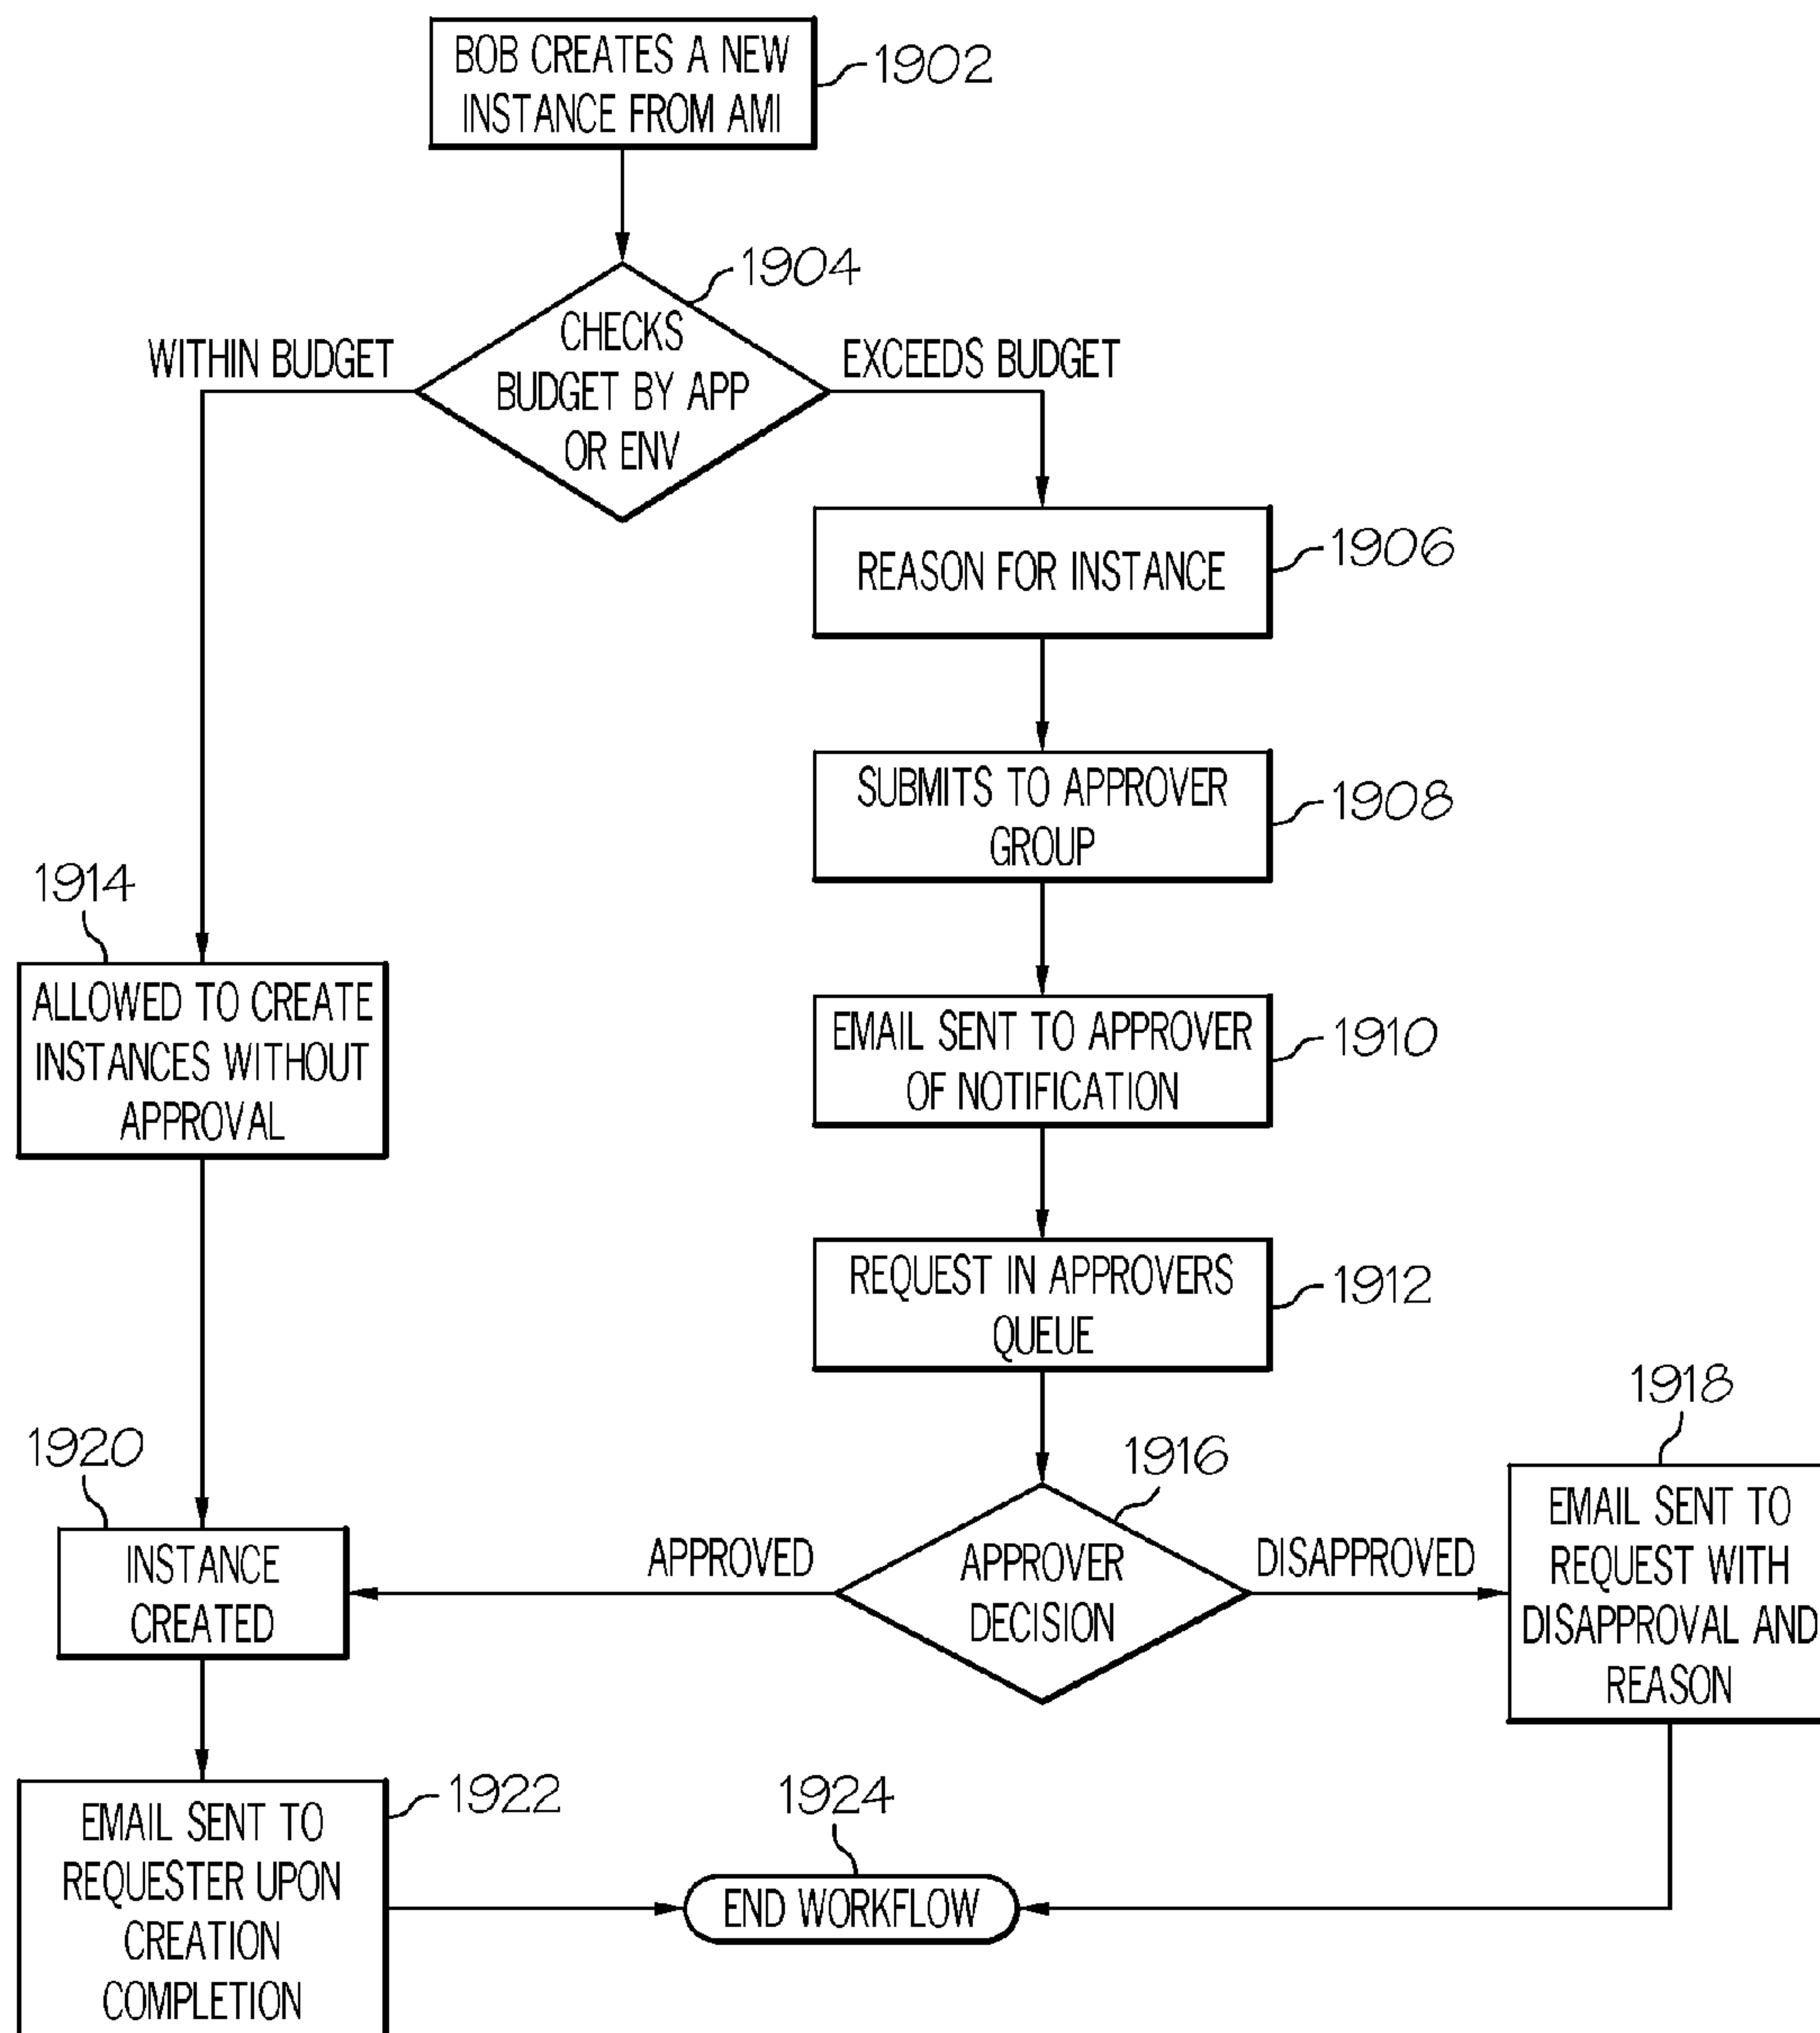 BOB CREATES A NEW
INSTANCE FROM AMI
1902
1904
CHECKS
BUDGET BY APP
OR ENV
WITHIN BUDGET
EXCEEDS BUDGET
REASON FOR INSTANCE
1906
SUBMITS TO APPROVER
GROUP
1908
1914
ALLOWED TO CREATE
INSTANCES WITHOUT
APPROVAL
EMAIL SENT TO APPROVER
OF NOTIFICATION
1910
REQUEST IN APPROVERS
QUEUE
1912
1920
INSTANCE
CREATED
APPROVED
1916
APPROVER
DECISION
DISAPPROVED
1918
EMAIL SENT TO
REQUEST WITH
DISAPPROVAL AND
REASON
EMAIL SENT TO
REQUESTER UPON
CREATION
COMPLETION
1922
1924
END WORKFLOW